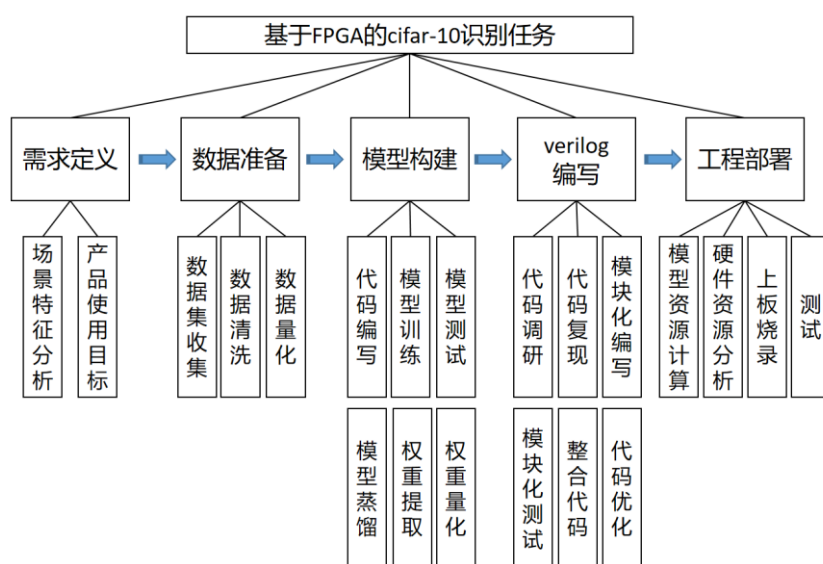 基于FPGA的cifar-10识别任务
需求定义
数据准备
模型构建
verilog
编写
工程部署
场景特征分析
产品使用目标
数据集收集
数据清洗
数据量化
代码编写
模型训练
模型测试
代码调研
代码复现
模块化编写
模型资源计算
硬件资源分析
上板烧录
测试
模型蒸馏
权重提取
权重量化
模块化测试
整合代码
代码优化